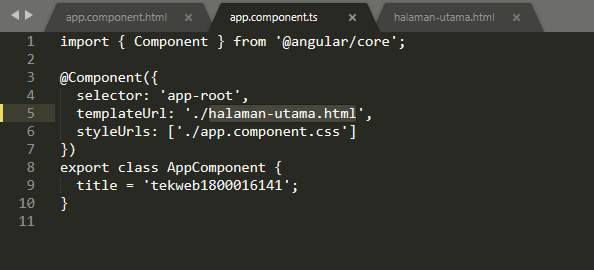 app.component.html × app.component.ts × halaman-utama.html ×
1 import { Component } from '@angular/core';
2
3 @Component({
4 selector: 'app-root',
5 templateUrl: './halaman-utama.html',
6 styleUrls: ['./app.component.css']
7 })
8 export class AppComponent {
9 title = 'tekweb1800016141';
10 }
11